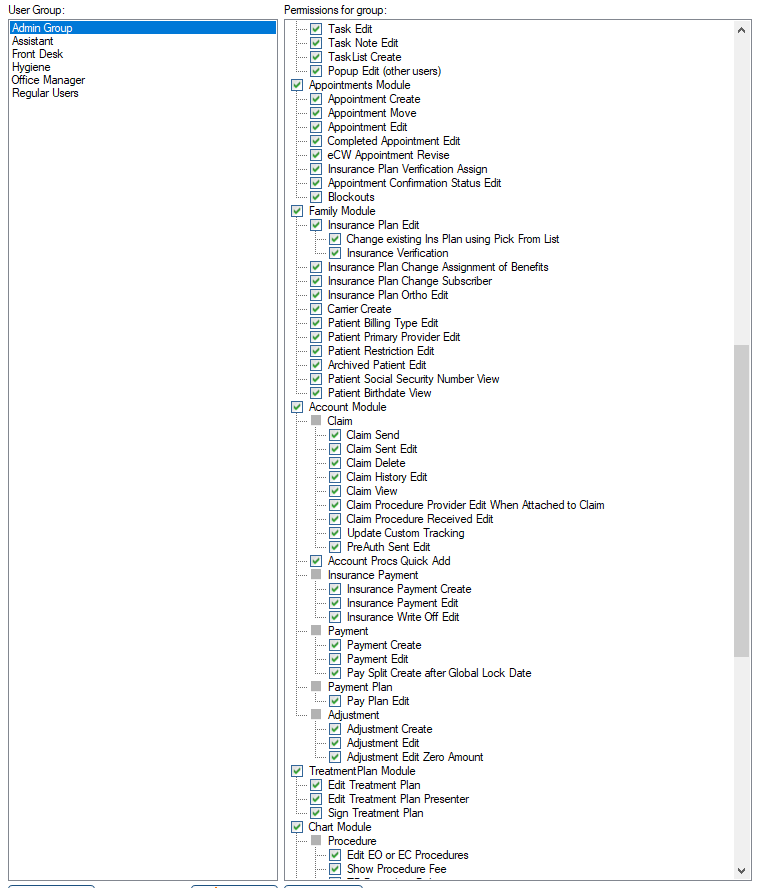 User Group:
Permissions for group:
Admin Group
Assistant
Front Desk
Hygiene
Office Manager
Regular Users
Task Edit
Task Note Edit
TaskList Create
Popup Edit (other users)
Appointments Module
Appointment Create
Appointment Move
Appointment Edit
Completed Appointment Edit
eCW Appointment Revise
Insurance Plan Verification Assign
Appointment Confirmation Status Edit
Blockouts
Family Module
Insurance Plan Edit
Change existing Ins Plan using Pick From List
Insurance Verification
Insurance Plan Change Assignment of Benefits
Insurance Plan Change Subscriber
Insurance Plan Ortho Edit
Carrier Create
Patient Billing Type Edit
Patient Primary Provider Edit
Patient Restriction Edit
Archived Patient Edit
Patient Social Security Number View
Patient Birthdate View
Account Module
Claim
Claim Send
Claim Sent Edit
Claim Delete
Claim History Edit
Claim View
Claim Procedure Provider Edit When Attached to Claim
Claim Procedure Received Edit
Update Custom Tracking
PreAuth Sent Edit
Account Procs Quick Add
Insurance Payment
Insurance Payment Create
Insurance Payment Edit
Insurance Write Off Edit
Payment
Payment Create
Payment Edit
Pay Split Create after Global Lock Date
Payment Plan
Pay Plan Edit
Adjustment
Adjustment Create
Adjustment Edit
Adjustment Edit Zero Amount
TreatmentPlan Module
Edit Treatment Plan
Edit Treatment Plan Presenter
Sign Treatment Plan
Chart Module
Procedure
Edit EO or EC Procedures
Show Procedure Fee